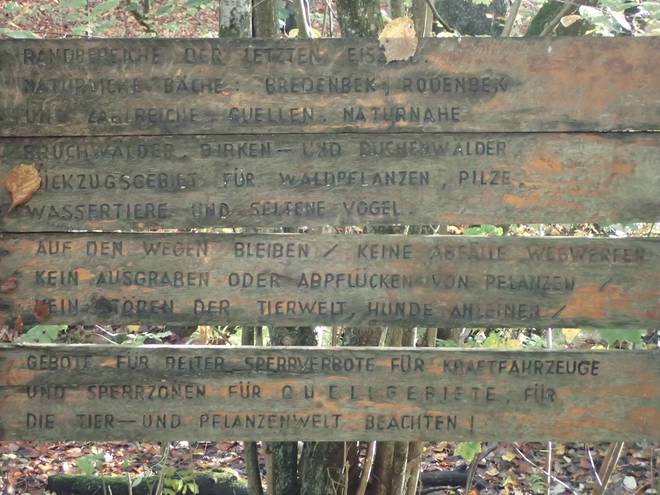 RANDBEREICHE DER LETZTEN EISZEIT.
NATURDICKE BÄCHE: BREDENBEK, RODENBEK
UND ZAHLREICHE QUELLEN. NATURNAHE
BRUCHWÄLDER, BIRKEN- UND BUCHENWÄLDER
RÜCKZUGSGEBIET FÜR WALDPFLANZEN, PILZE,
WASSERTIERE UND SELTENE VÖGEL.
AUF DEN WEGEN BLEIBEN / KEINE ABFÄLLE WEGWERFEN
KEIN AUSGRABEN ODER ABPFLÜCKEN VON PFLANZEN /
KEIN STÖREN DER TIERWELT, HUNDE ANLEINEN /
GEBOTE FÜR REITER, SPERRVERBOTE FÜR KRAFTFAHRZEUGE
UND SPERRZONEN FÜR QUELLGEBIETE, FÜR
DIE TIER- UND PFLANZENWELT BEACHTEN!